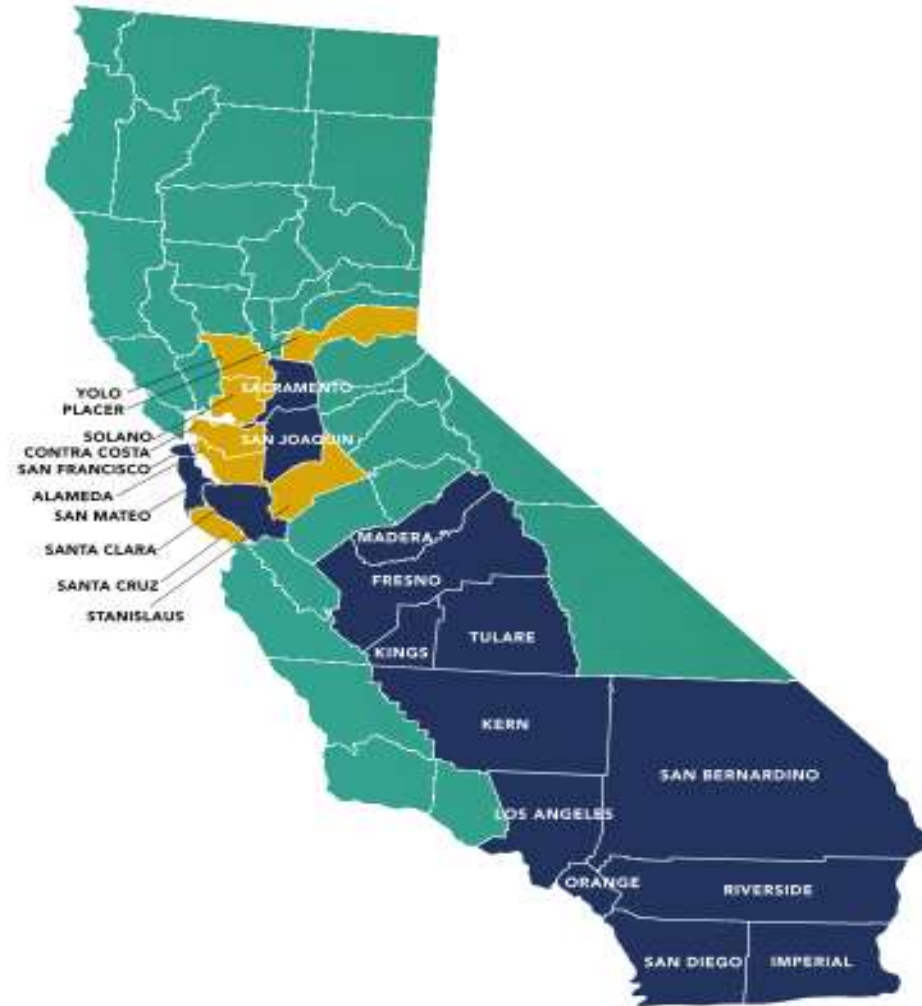 YOLO
PLACER
SACRAMENTO
SOLANO
CONTRA COSTA
SAN JOAQUIN
SAN FRANCISCO
ALAMEDA
SAN MATEO
SANTA CLARA
SANTA CRUZ
STANISLAUS
MADERA
FRESNO
TULARE
KINGS
KERN
SAN BERNARDINO
LOS ANGELES
ORANGE
RIVERSIDE
SAN DIEGO
IMPERIAL